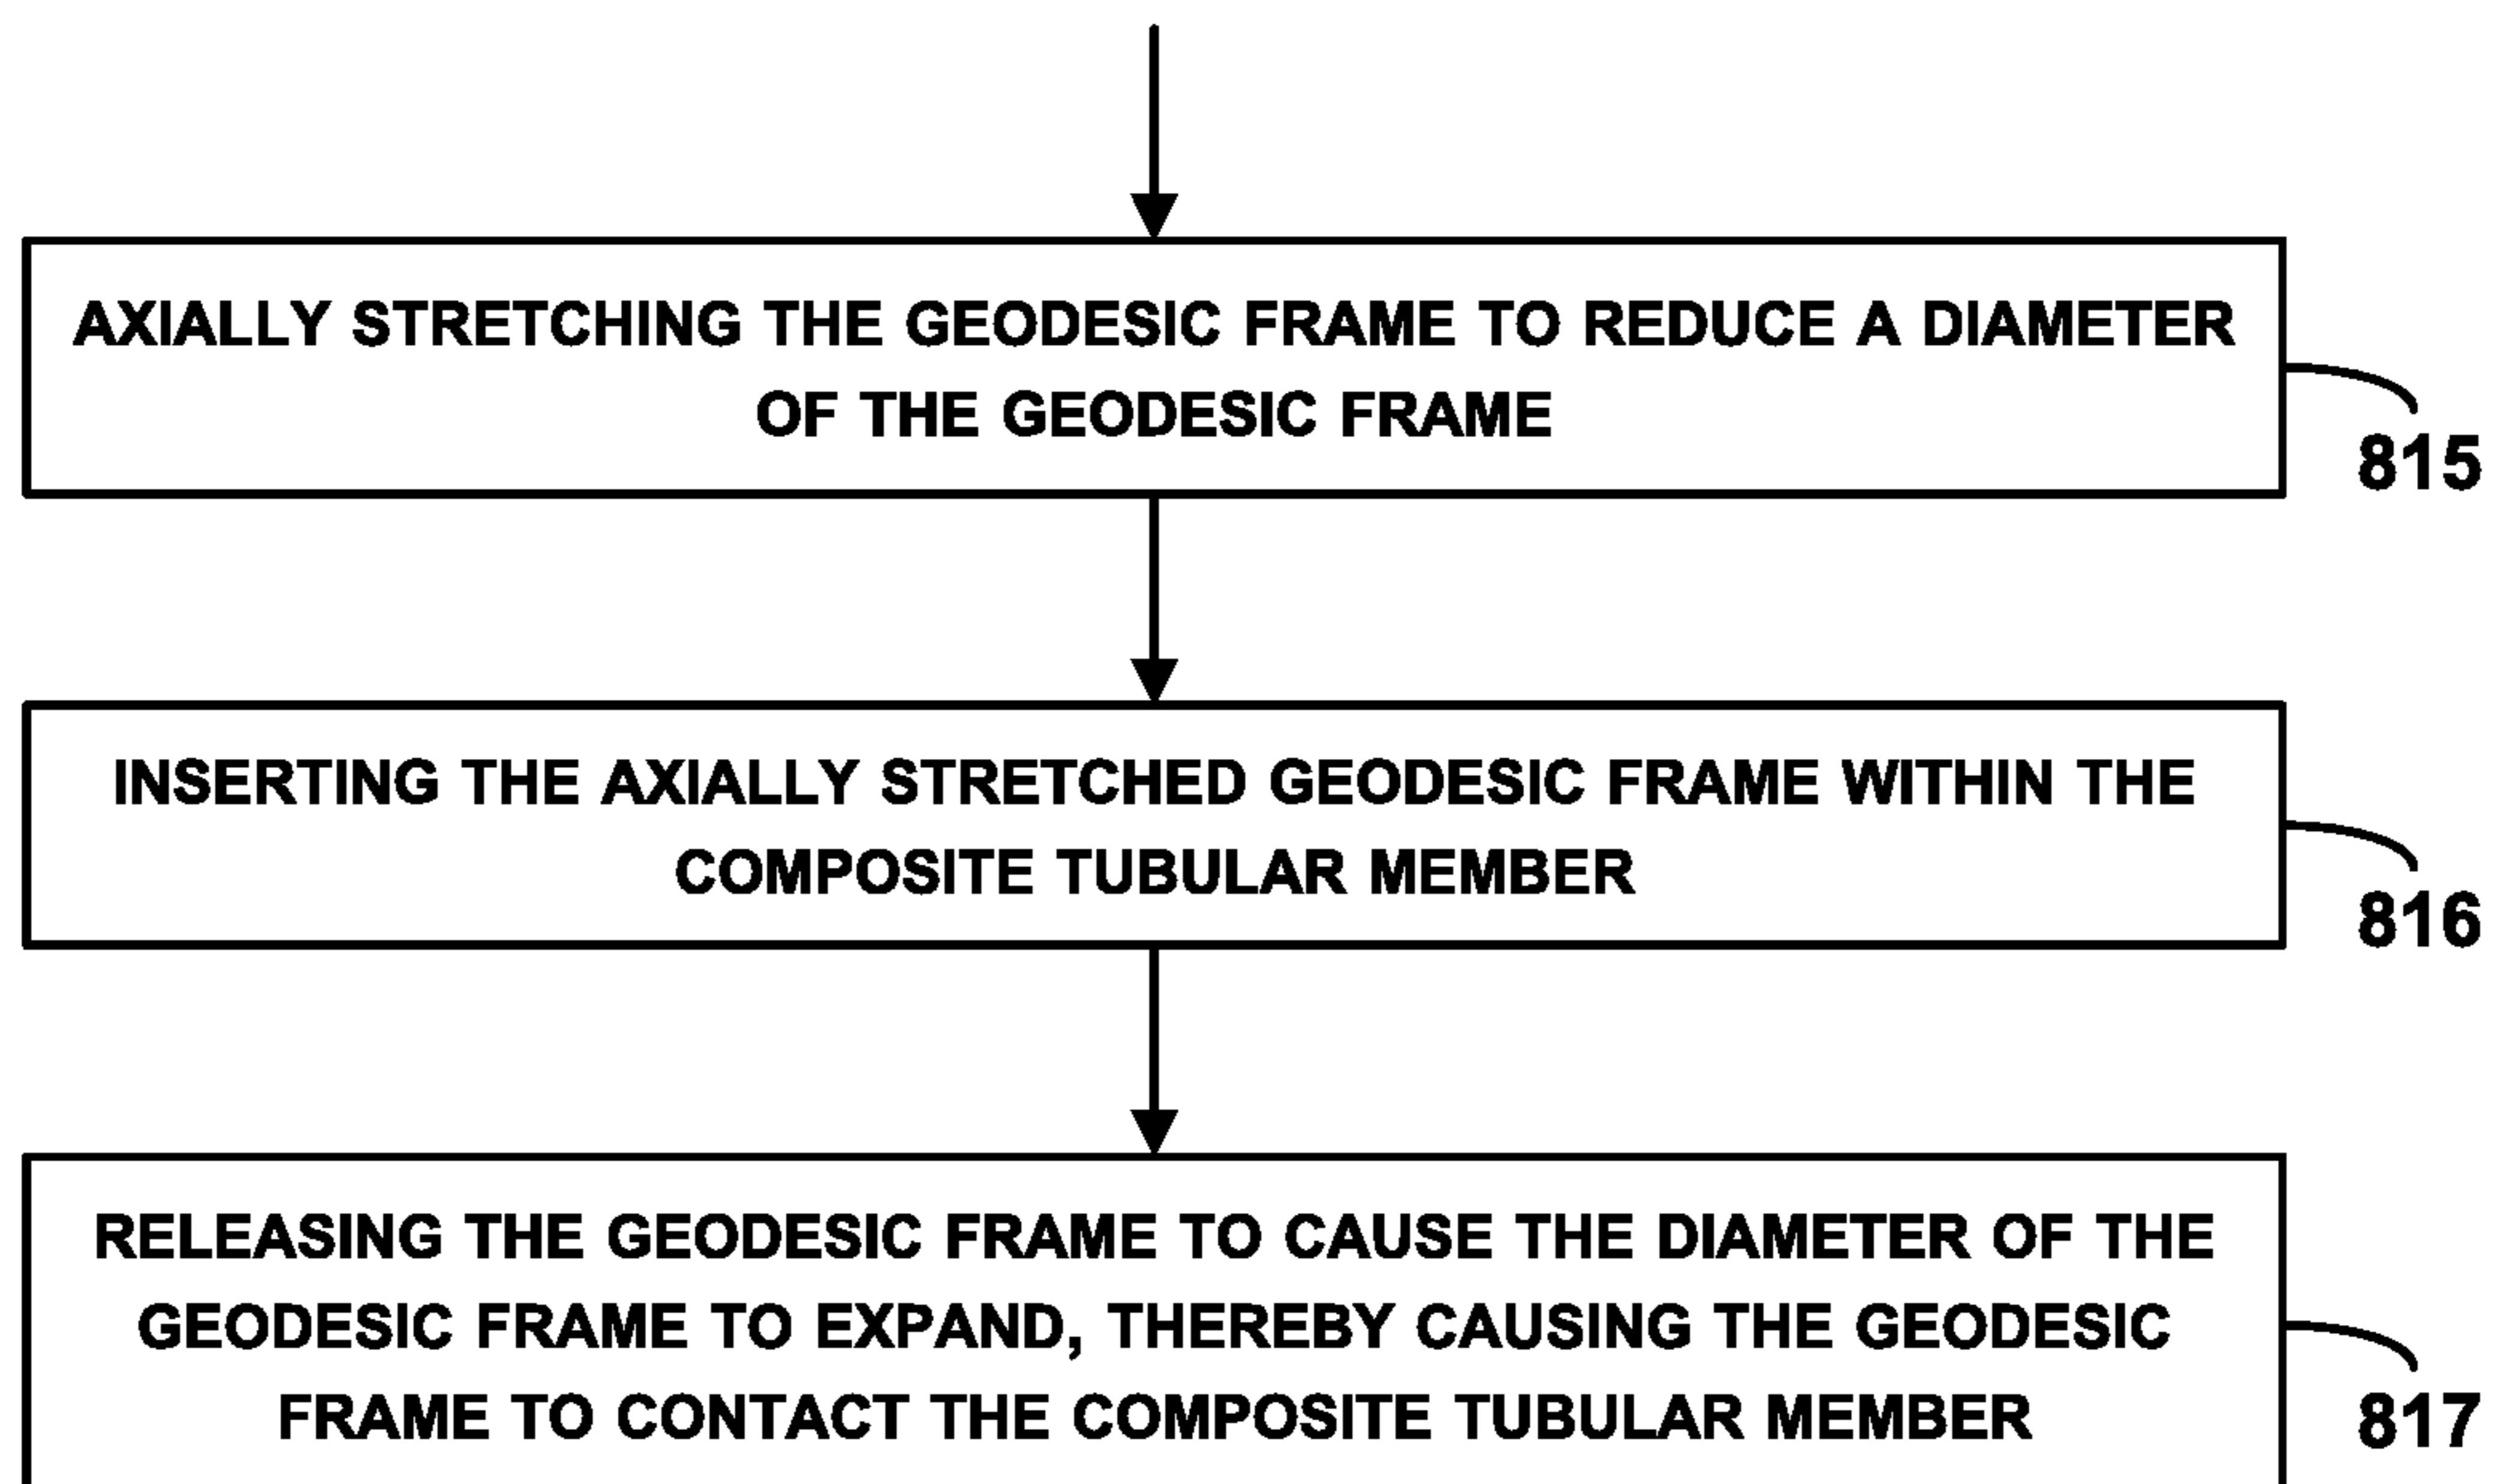 AXIALLY STRETCHING THE GEODESIC FRAME TO REDUCE A DIAMETER
OF THE GEODESIC FRAME
815
INSERTING THE AXIALLY STRETCHED GEODESIC FRAME WITHIN THE
COMPOSITE TUBULAR MEMBER
816
RELEASING THE GEODESIC FRAME TO CAUSE THE DIAMETER OF THE
GEODESIC FRAME TO EXPAND, THEREBY CAUSING THE GEODESIC
FRAME TO CONTACT THE COMPOSITE TUBULAR MEMBER
817